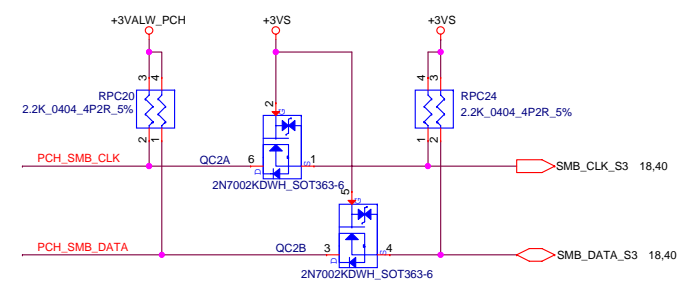 +3VALW_PCH +3VS +3VS
3 4 3 4
RPC20 RPC24
2.2K_0404_4P2R_5% 2.2K_0404_4P2R_5%
2 1 2 1
2
G
PCH_SMB_CLK QC2A 6 1 SMB_CLK_S3 18,40
D S
2N7002KDWH_SOT363-6
5
G
PCH_SMB_DATA QC2B 3 4 SMB_DATA_S3 18,40
D S
2N7002KDWH_SOT363-6